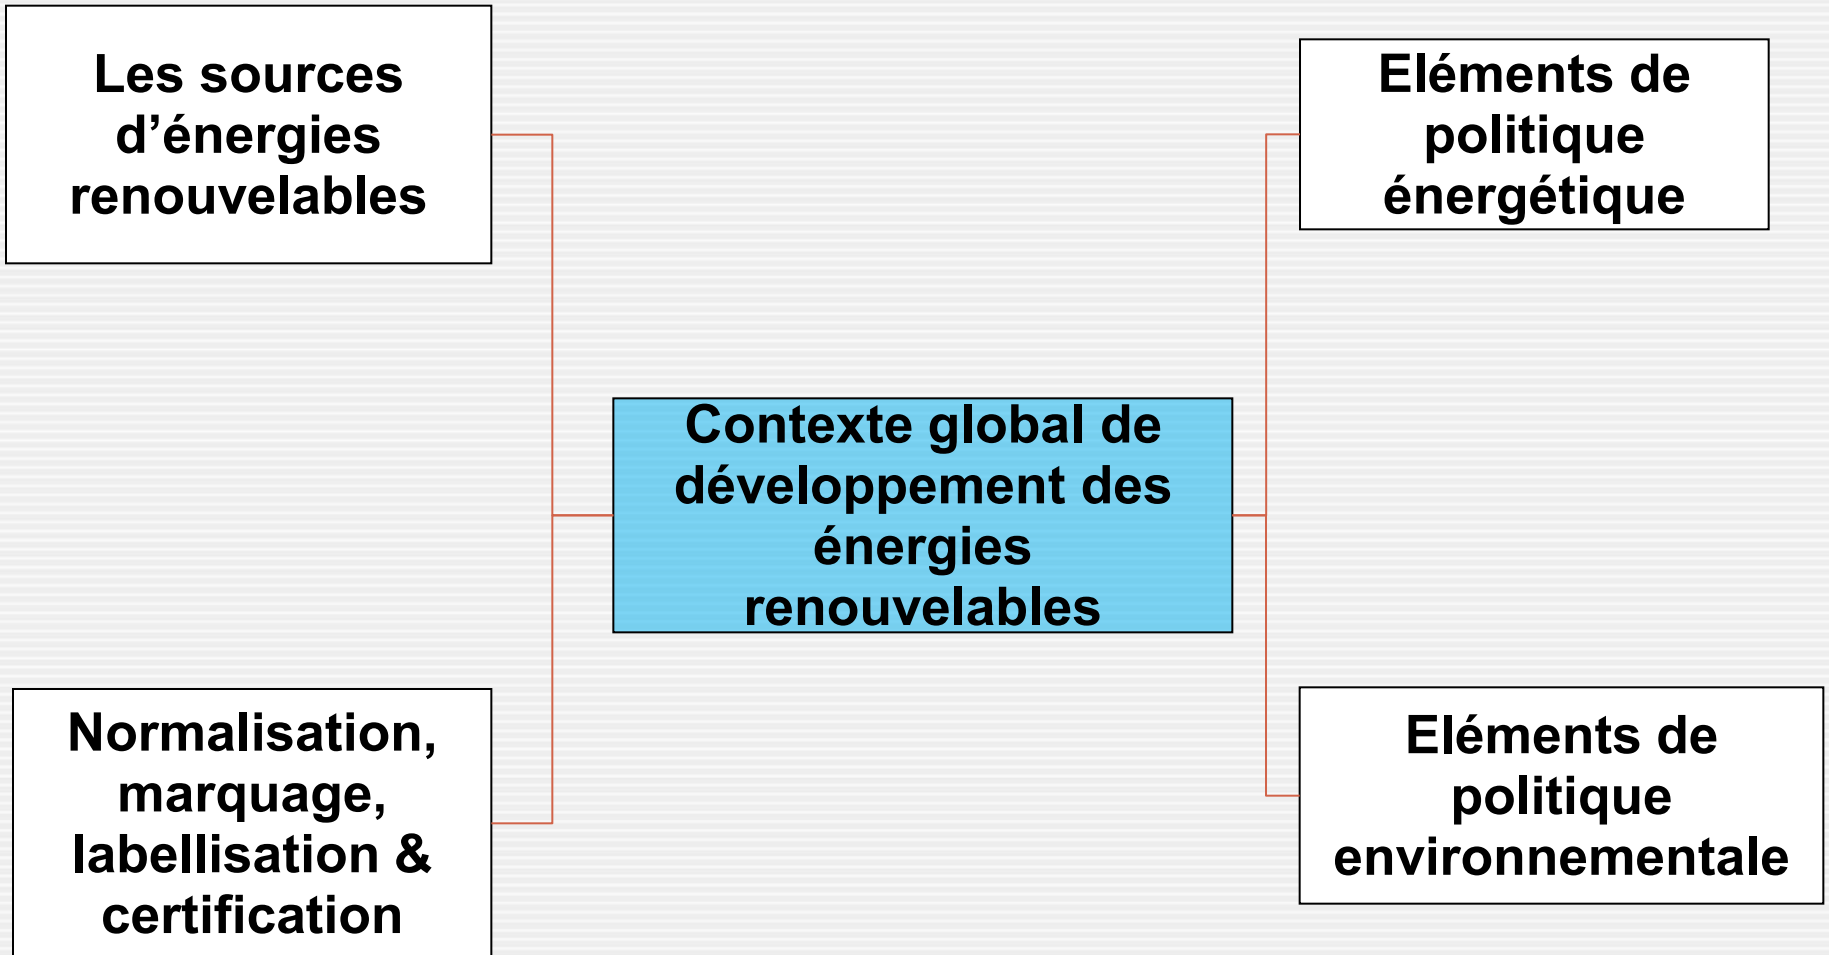 Les sources
d’énergies
renouvelables
Eléments de
politique
énergétique
Contexte global de
développement des
énergies
renouvelables
Normalisation,
marquage,
labellisation &
certification
Eléments de
politique
environnementale